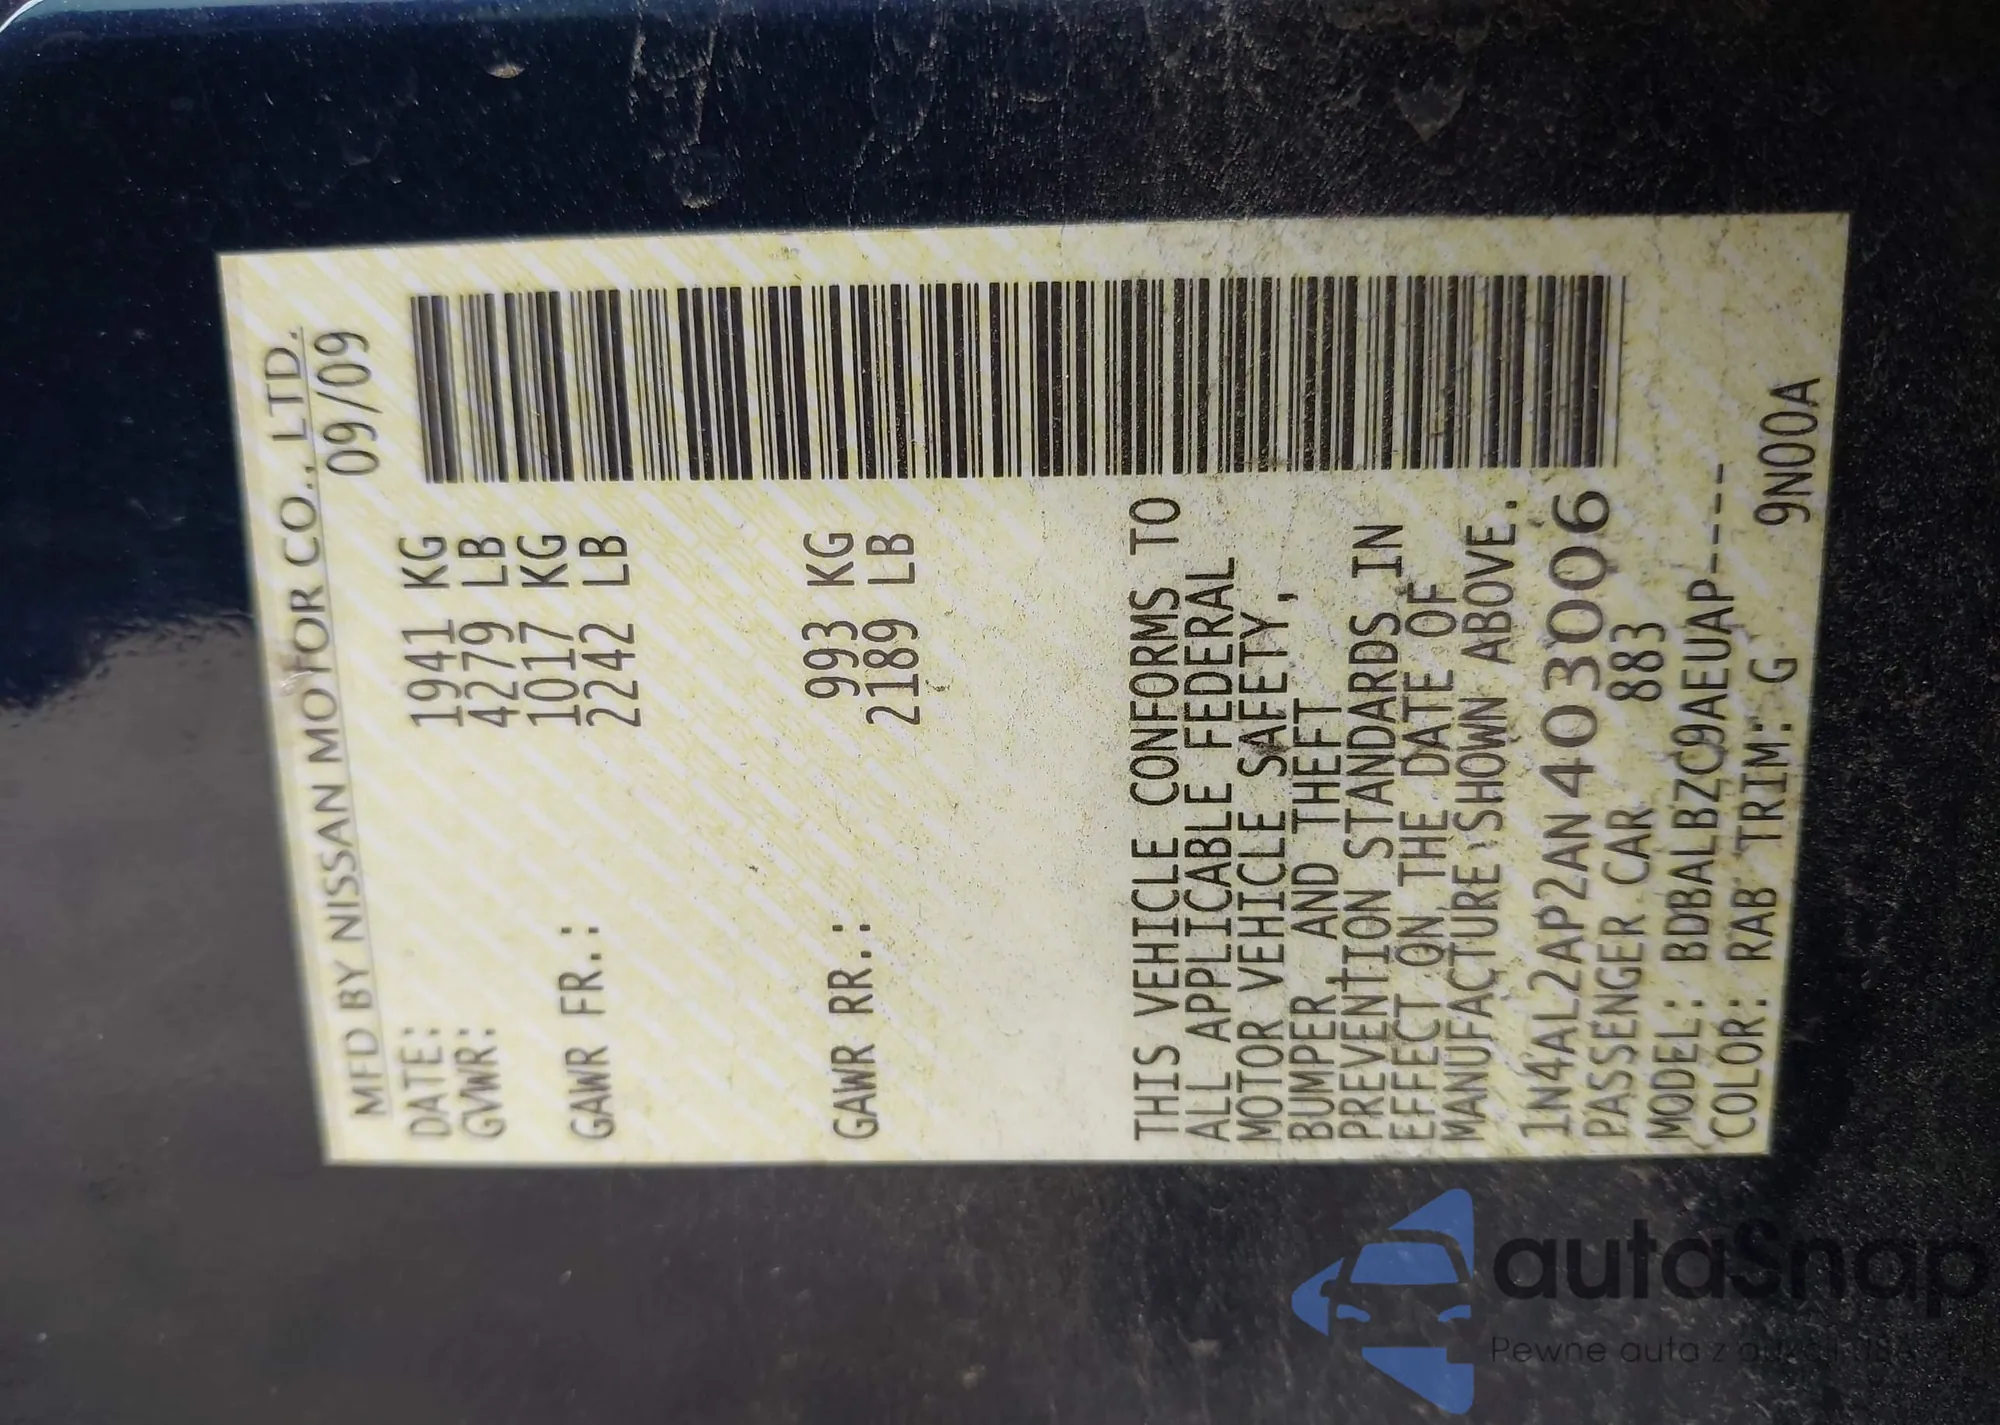 MFD BY NISSAN MOTOR CO., LTD.
DATE: 09/09
GVWR: 1941 KG
4279 LB
GAWR FR.: 1017 KG
2242 LB
GAWR RR.: 993 KG
2189 LB
THIS VEHICLE CONFORMS TO
ALL APPLICABLE FEDERAL
MOTOR VEHICLE SAFETY,
BUMPER AND THEFT
PREVENTION STANDARDS IN
EFFECT ON THE DATE OF
MANUFACTURE SHOWN ABOVE.
1N4AL2AP2AN403006
PASSENGER CAR 883
MODEL: BDBALBZC9AEUAP----
COLOR: RAB TRIM: G 9N00A
autaSnap
Pewne auta z aukcji